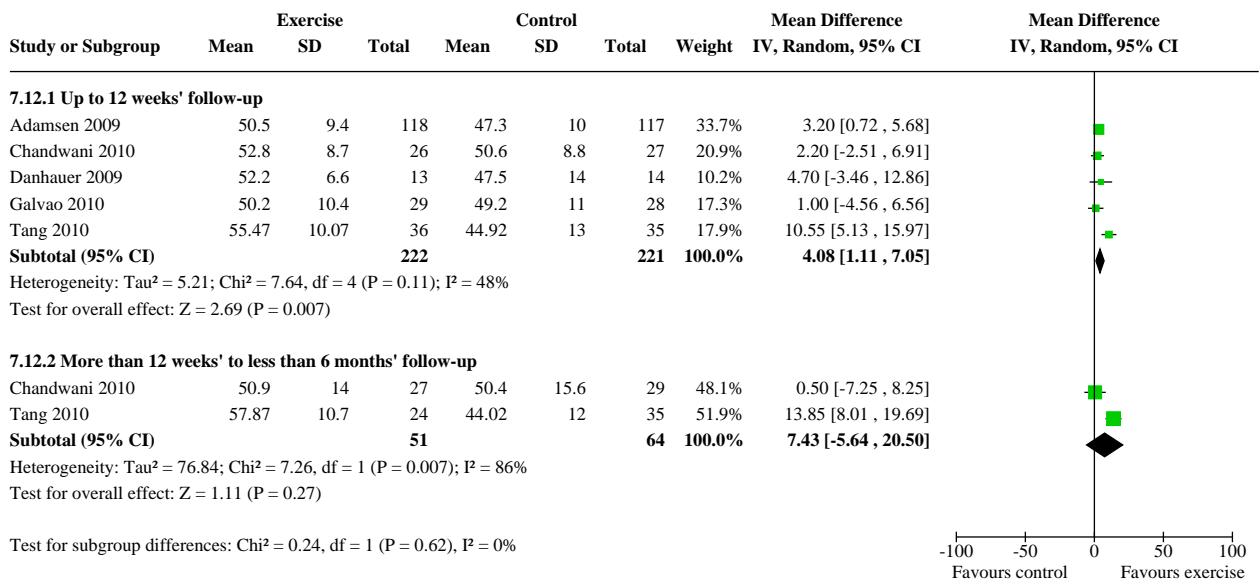 Exercise Control Mean Difference Mean Difference
Study or Subgroup Mean SD Total Mean SD Total Weight IV, Random, 95% CI IV, Random, 95% CI
7.12.1 Up to 12 weeks' follow-up
Adamsen 2009 50.5 9.4 118 47.3 10 117 33.7% 3.20 [0.72 , 5.68]
Chandwani 2010 52.8 8.7 26 50.6 8.8 27 20.9% 2.20 [-2.51 , 6.91]
Danhauer 2009 52.2 6.6 13 47.5 14 14 10.2% 4.70 [-3.46 , 12.86]
Galvao 2010 50.2 10.4 29 49.2 11 28 17.3% 1.00 [-4.56 , 6.56]
Tang 2010 55.47 10.07 36 44.92 13 35 17.9% 10.55 [5.13 , 15.97]
Subtotal (95% CI) 222 221 100.0% 4.08 [1.11 , 7.05]
Heterogeneity: Tau² = 5.21; Chi² = 7.64, df = 4 (P = 0.11); I² = 48%
Test for overall effect: Z = 2.69 (P = 0.007)
7.12.2 More than 12 weeks' to less than 6 months' follow-up
Chandwani 2010 50.9 14 27 50.4 15.6 29 48.1% 0.50 [-7.25 , 8.25]
Tang 2010 57.87 10.7 24 44.02 12 35 51.9% 13.85 [8.01 , 19.69]
Subtotal (95% CI) 51 64 100.0% 7.43 [-5.64 , 20.50]
Heterogeneity: Tau² = 76.84; Chi² = 7.26, df = 1 (P = 0.007); I² = 86%
Test for overall effect: Z = 1.11 (P = 0.27)
Test for subgroup differences: Chi² = 0.24, df = 1 (P = 0.62), I² = 0%
-100 -50 0 50 100
Favours control Favours exercise